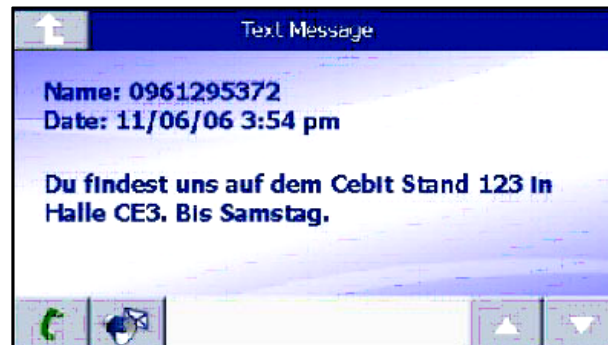 Text Message
Name: 0961295372
Date: 11/06/06 3:54 pm
Du findest uns auf dem Cebit Stand 123 in
Halle CE3. Bis Samstag.